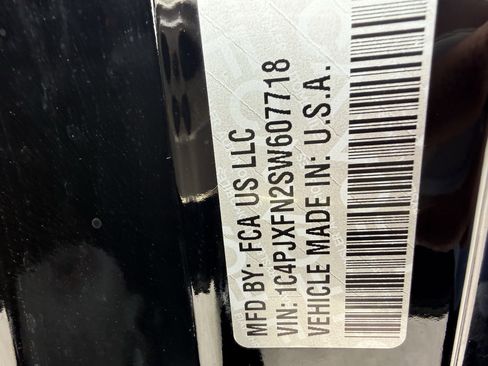 MFD BY: FCA US LLC
VIN: 1C4PJXFN2SW607718
VEHICLE MADE IN: U.S.A.